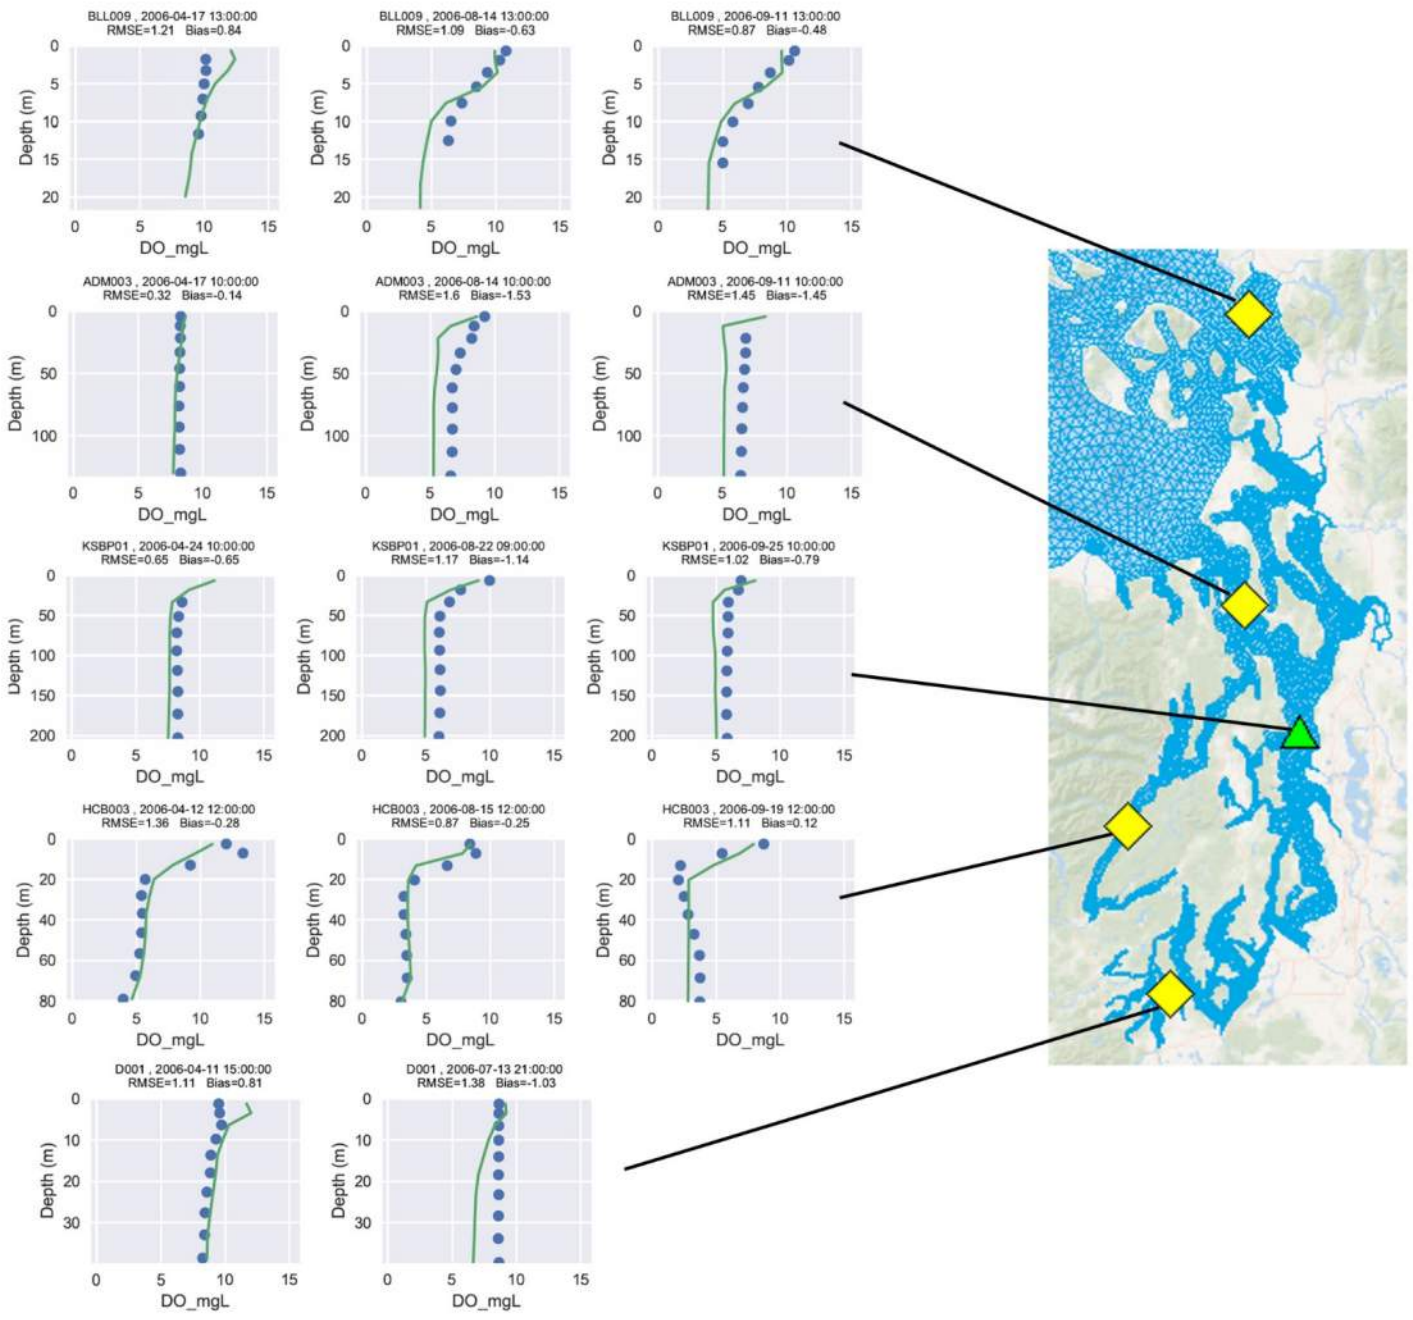 BLL009 , 2006-04-17 13:00:00
RMSE=1.21 Bias=0.84
0
5
10
15
20
Depth (m)
0 5 10 15
DO_mgL
BLL009 , 2006-08-14 13:00:00
RMSE=1.09 Bias=-0.63
0
5
10
15
20
Depth (m)
0 5 10 15
DO_mgL
BLL009 , 2006-09-11 13:00:00
RMSE=0.87 Bias=-0.48
0
5
10
15
20
Depth (m)
0 5 10 15
DO_mgL
ADM003 , 2006-04-17 10:00:00
RMSE=0.32 Bias=-0.14
0
50
100
Depth (m)
0 5 10 15
DO_mgL
ADM003 , 2006-08-14 10:00:00
RMSE=1.6 Bias=-1.53
0
50
100
Depth (m)
0 5 10 15
DO_mgL
ADM003 , 2006-09-11 10:00:00
RMSE=1.45 Bias=-1.45
0
50
100
Depth (m)
0 5 10 15
DO_mgL
KSBP01 , 2006-04-24 10:00:00
RMSE=0.65 Bias=-0.65
0
50
100
150
200
Depth (m)
0 5 10 15
DO_mgL
KSBP01 , 2006-08-22 09:00:00
RMSE=1.17 Bias=-1.14
0
50
100
150
200
Depth (m)
0 5 10 15
DO_mgL
KSBP01 , 2006-09-25 10:00:00
RMSE=1.02 Bias=-0.79
0
50
100
150
200
Depth (m)
0 5 10 15
DO_mgL
HCB003 , 2006-04-12 12:00:00
RMSE=1.36 Bias=-0.28
0
20
40
60
80
Depth (m)
0 5 10 15
DO_mgL
HCB003 , 2006-08-15 12:00:00
RMSE=0.87 Bias=-0.25
0
20
40
60
80
Depth (m)
0 5 10 15
DO_mgL
HCB003 , 2006-09-19 12:00:00
RMSE=1.11 Bias=0.12
0
20
40
60
80
Depth (m)
0 5 10 15
DO_mgL
D001 , 2006-04-11 15:00:00
RMSE=1.11 Bias=0.81
0
10
20
30
Depth (m)
0 5 10 15
DO_mgL
D001 , 2006-07-13 21:00:00
RMSE=1.38 Bias=-1.03
0
10
20
30
Depth (m)
0 5 10 15
DO_mgL